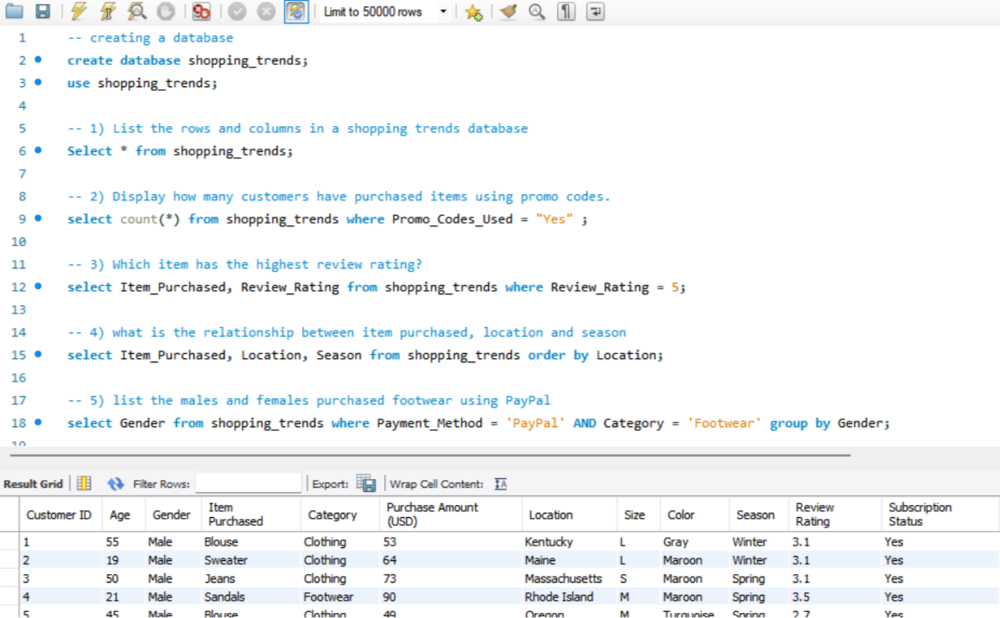 Limit to 50000 rows
1 -- creating a database
2 create database shopping_trends;
3 use shopping_trends;
4
5 -- 1) List the rows and columns in a shopping trends database
6 Select * from shopping_trends;
7
8 -- 2) Display how many customers have purchased items using promo codes.
9 select count(*) from shopping_trends where Promo_Codes_Used = "Yes" ;
10
11 -- 3) Which item has the highest review rating?
12 select Item_Purchased, Review_Rating from shopping_trends where Review_Rating = 5;
13
14 -- 4) what is the relationship between item purchased, location and season
15 select Item_Purchased, Location, Season from shopping_trends order by Location;
16
17 -- 5) list the males and females purchased footwear using PayPal
18 select Gender from shopping_trends where Payment_Method = 'PayPal' AND Category = 'Footwear' group by Gender;
19
Result Grid Filter Rows: Export: Wrap Cell Content:
Customer ID Age Gender Item Purchased Category Purchase Amount (USD) Location Size Color Season Review Rating Subscription Status
1 55 Male Blouse Clothing 53 Kentucky L Gray Winter 3.1 Yes
2 19 Male Sweater Clothing 64 Maine L Maroon Winter 3.1 Yes
3 50 Male Jeans Clothing 73 Massachusetts S Maroon Spring 3.1 Yes
4 21 Male Sandals Footwear 90 Rhode Island M Maroon Spring 3.5 Yes
5 45 Male Blouse Clothing 49 Oregon M Turquoise Spring 2.7 Yes